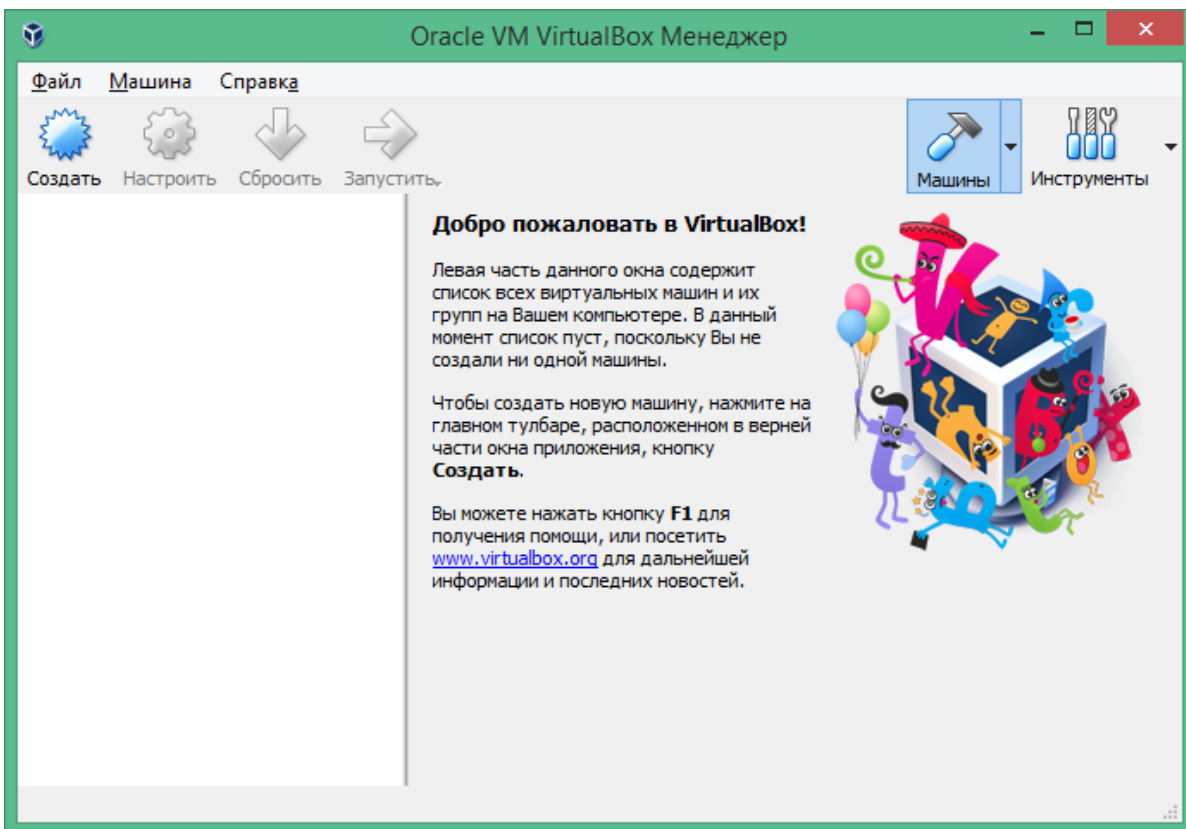 Oracle VM VirtualBox Менеджер
Файл Машина Справка
Создать Настроить Сбросить Запустить
Машины Инструменты
Добро пожаловать в VirtualBox!
Левая часть данного окна содержит
список всех виртуальных машин и их
групп на Вашем компьютере. В данный
момент список пуст, поскольку Вы не
создали ни одной машины.
Чтобы создать новую машину, нажмите на
главном тулбаре, расположенном в верней
части окна приложения, кнопку
Создать.
Вы можете нажать кнопку F1 для
получения помощи, или посетить
www.virtualbox.org для дальнейшей
информации и последних новостей.